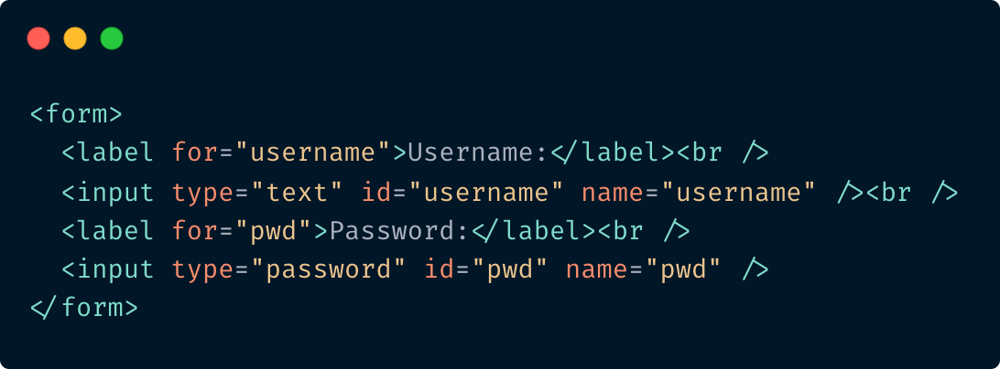 <form>
  <label for="username">Username:</label><br />
  <input type="text" id="username" name="username" /><br />
  <label for="pwd">Password:</label><br />
  <input type="password" id="pwd" name="pwd" />
</form>